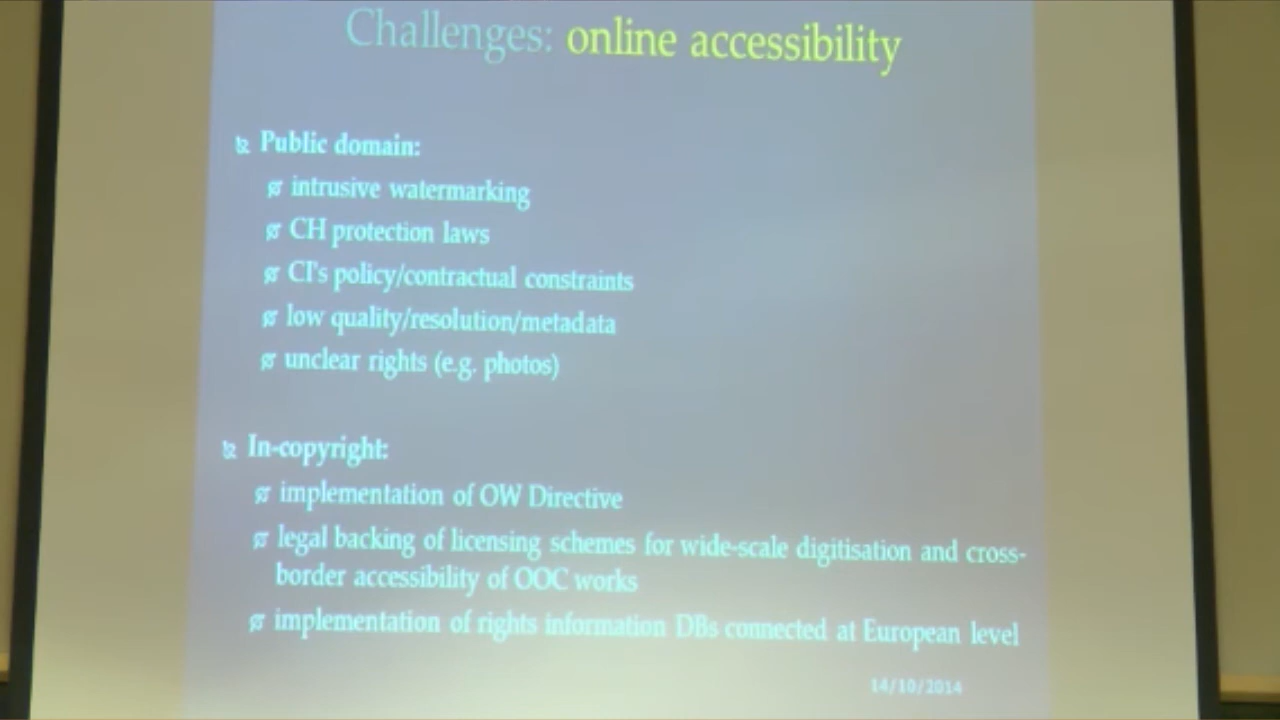 Challenges: online accessibility
Public domain:
intrusive watermarking
CH protection laws
CI's policy/contractual constraints
low quality/resolution/metadata
unclear rights (e.g. photos)
In-copyright:
implementation of OW Directive
legal backing of licensing schemes for wide-scale digitisation and cross-
border accessibility of OOC works
implementation of rights information DBs connected at European level
14/10/2014